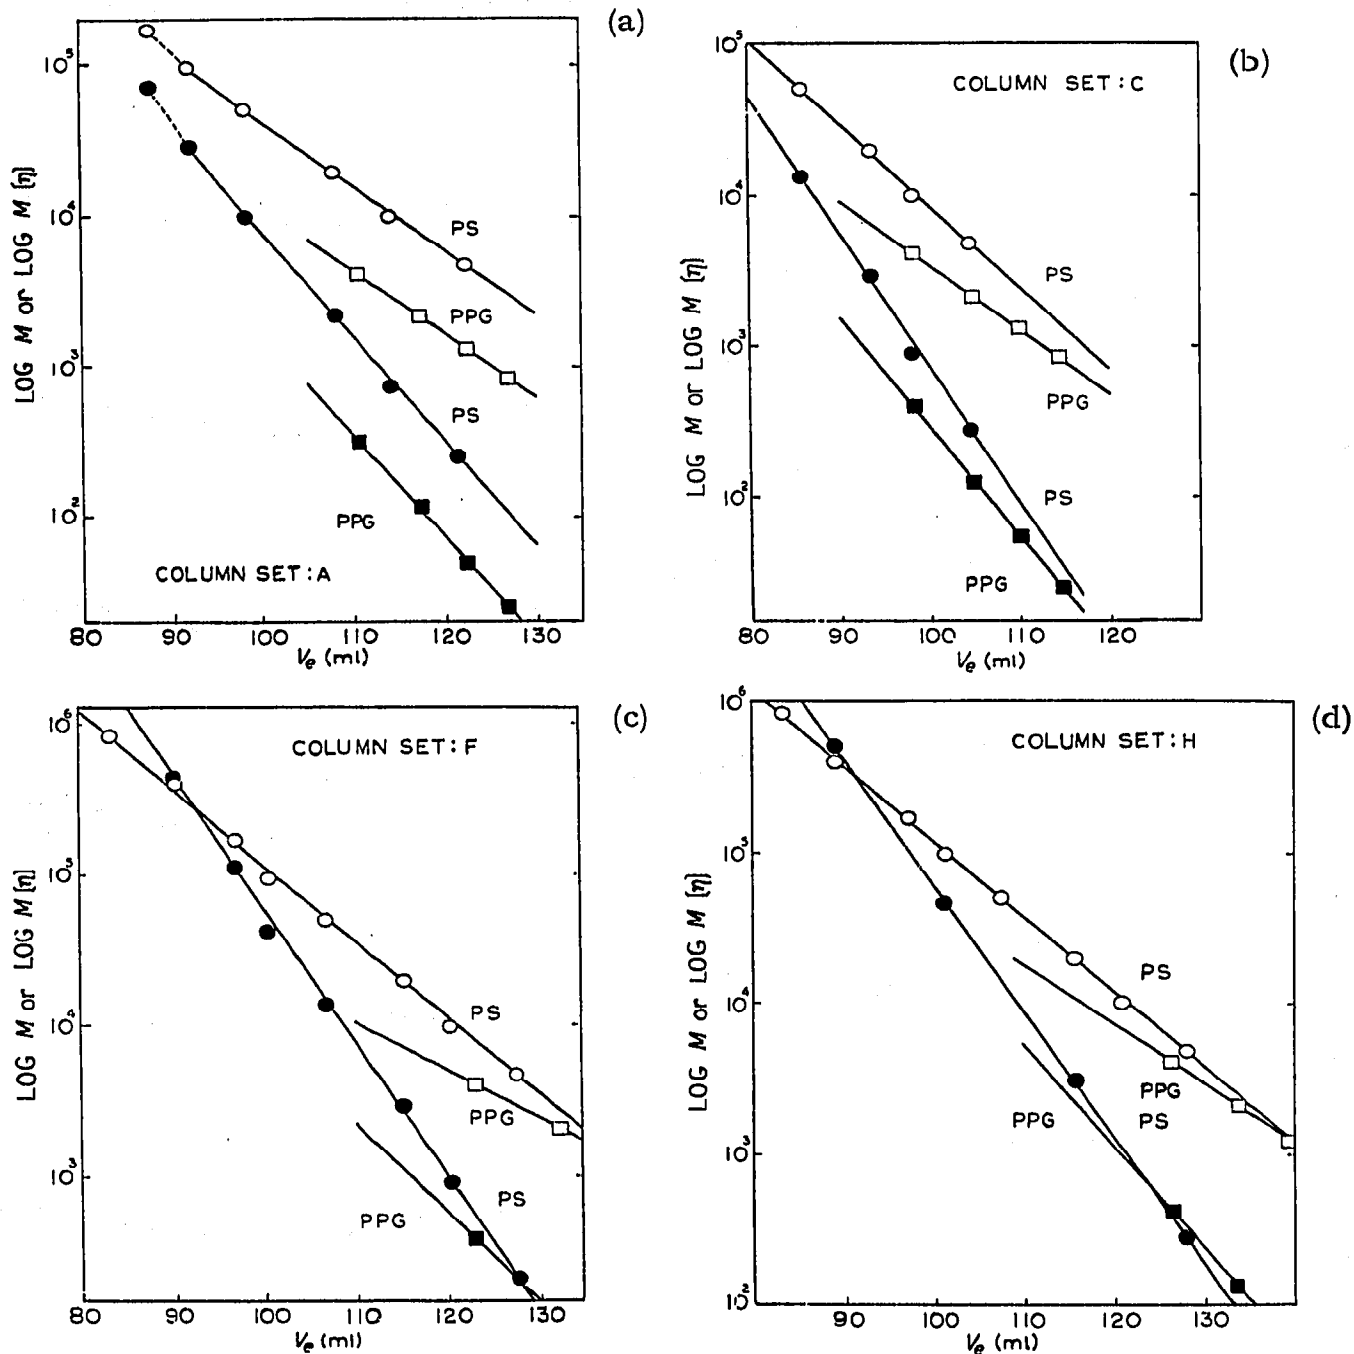 (a)
10⁵
10⁴
10³
10²
LOG M or LOG M [η]
PS
PPG
PS
PPG
COLUMN SET:A
80 90 100 110 120 130
Vₑ (ml)
(b)
10⁵
10⁴
10³
10²
LOG M or LOG M [η]
COLUMN SET:C
PS
PPG
PS
PPG
80 90 100 110 120
Vₑ (ml)
(c)
10⁶
10⁵
10⁴
10³
LOG M or LOG M [η]
COLUMN SET:F
PS
PPG
PS
PPG
80 90 100 110 120 130
Vₑ (ml)
(d)
10⁶
10⁵
10⁴
10³
10²
LOG M or LOG M [η]
COLUMN SET:H
PS
PPG
PPG PS
80 90 100 110 120 130 140
Vₑ (ml)